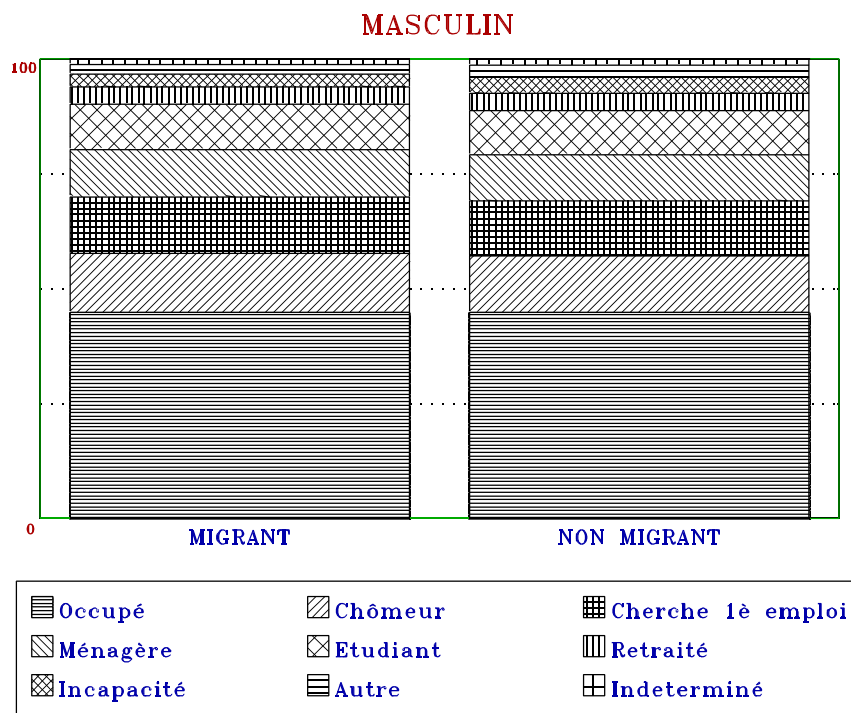 MASCULIN
100
0
MIGRANT NON MIGRANT
Occupé Chômeur Cherche 1è emploi
Ménagère Etudiant Retraité
Incapacité Autre Indeterminé